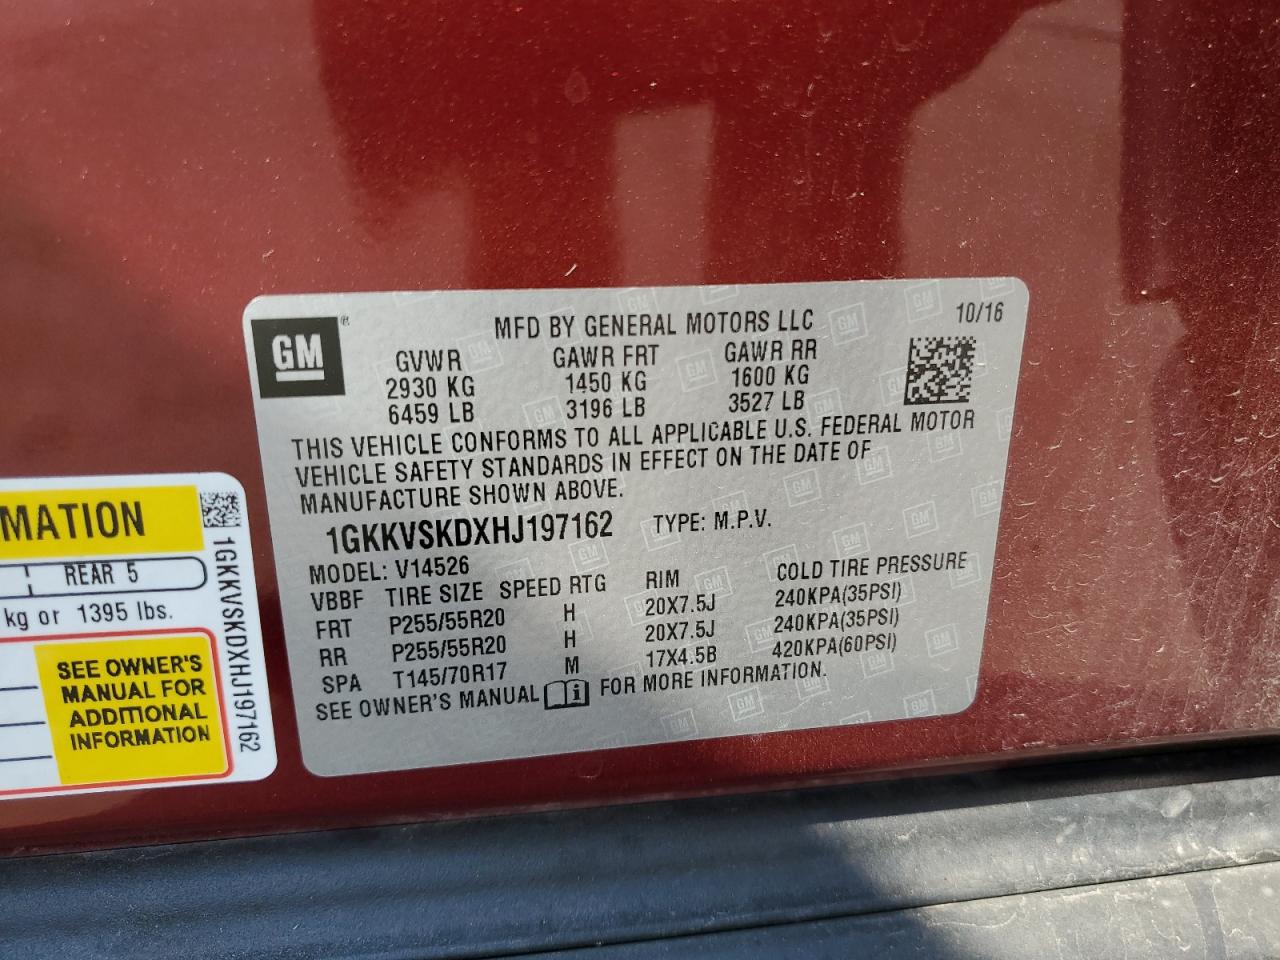 GM ®
MFD BY GENERAL MOTORS LLC 10/16
GVWR GAWR FRT GAWR RR
2930 KG 1450 KG 1600 KG
6459 LB 3196 LB 3527 LB
THIS VEHICLE CONFORMS TO ALL APPLICABLE U.S. FEDERAL MOTOR
VEHICLE SAFETY STANDARDS IN EFFECT ON THE DATE OF
MANUFACTURE SHOWN ABOVE.
1GKKVSKDXHJ197162 TYPE: M.P.V.
MODEL: V14526
VBBF TIRE SIZE SPEED RTG RIM COLD TIRE PRESSURE
FRT P255/55R20 H 20X7.5J 240KPA(35PSI)
RR P255/55R20 H 20X7.5J 240KPA(35PSI)
SPA T145/70R17 M 17X4.5B 420KPA(60PSI)
SEE OWNER'S MANUAL FOR MORE INFORMATION.
MATION
REAR 5
kg or 1395 lbs.
SEE OWNER'S
MANUAL FOR
ADDITIONAL
INFORMATION
1GKKVSKDXHJ197162